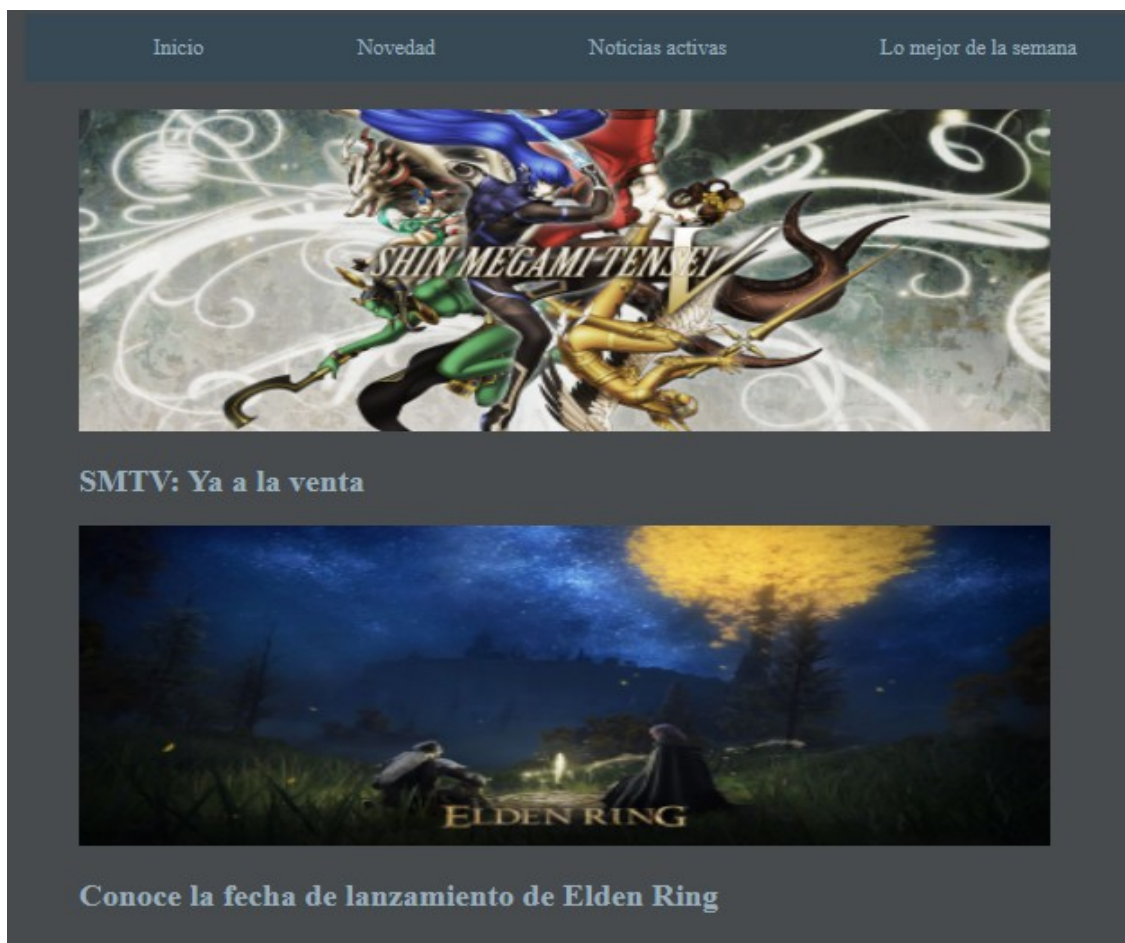 Inicio Novedad Noticias activas Lo mejor de la semana
SHIN MEGAMI TENSEI V
SMTV: Ya a la venta
ELDEN RING
Conoce la fecha de lanzamiento de Elden Ring